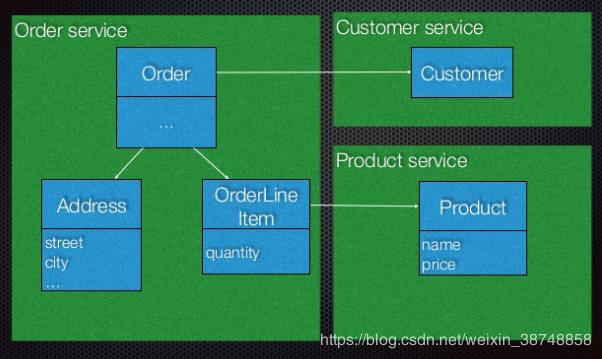 Order service
Order
...
Address
street
city
...
OrderLine
Item
quantity
Customer service
Customer
Product service
Product
name
price
https://blog.csdn.net/weixin_38748858